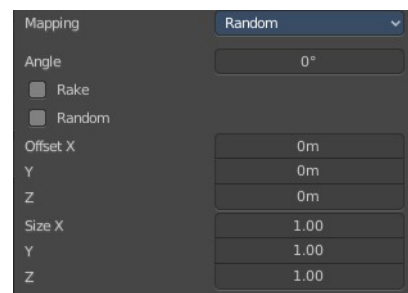 Mapping Random
Angle 0°
Rake
Random
Offset X 0m
Y 0m
Z 0m
Size X 1.00
Y 1.00
Z 1.00